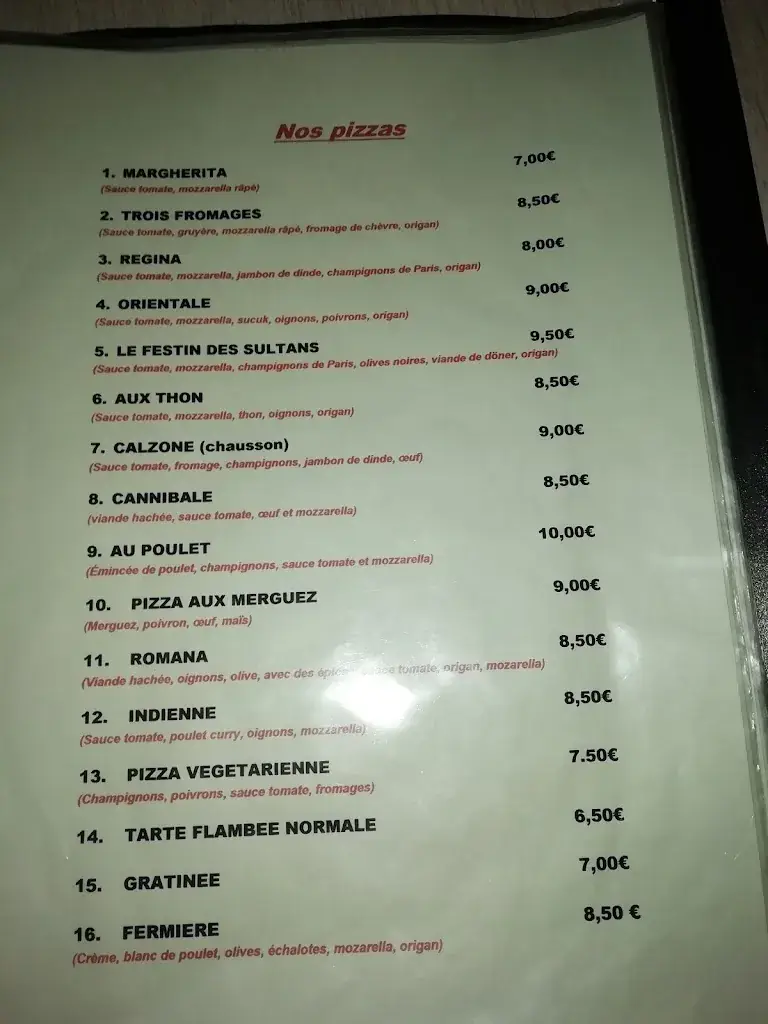 Nos pizzas
1. MARGHERITA 7,00€
(Sauce tomate, mozzarella râpé)
2. TROIS FROMAGES 8,50€
(Sauce tomate, gruyère, mozzarella râpé, fromage de chèvre, origan)
3. REGINA 8,00€
(Sauce tomate, mozzarella, jambon de dinde, champignons de Paris, origan)
4. ORIENTALE 9,00€
(Sauce tomate, mozzarella, sucuk, oignons, poivrons, origan)
5. LE FESTIN DES SULTANS 9,50€
(Sauce tomate, mozzarella, champignons de Paris, olives noires, viande de döner, origan)
6. AUX THON 8,50€
(Sauce tomate, mozzarella, thon, oignons, origan)
7. CALZONE (chausson) 9,00€
(Sauce tomate, fromage, champignons, jambon de dinde, œuf)
8. CANNIBALE 8,50€
(viande hachée, sauce tomate, œuf et mozzarella)
9. AU POULET 10,00€
(Émincée de poulet, champignons, sauce tomate et mozzarella)
10. PIZZA AUX MERGUEZ 9,00€
(Merguez, poivron, œuf, maïs)
11. ROMANA 8,50€
(Viande hachée, oignons, olive, avec des tomate, origan, mozarella)
12. INDIENNE 8,50€
(Sauce tomate, poulet curry, oignons, mozzarella)
13. PIZZA VEGETARIENNE 7.50€
(Champignons, poivrons, sauce tomate, fromages)
14. TARTE FLAMBEE NORMALE 6,50€
15. GRATINEE 7,00€
16. FERMIERE 8,50 €
(Crème, blanc de poulet, olives, échalotes, mozarella, origan)